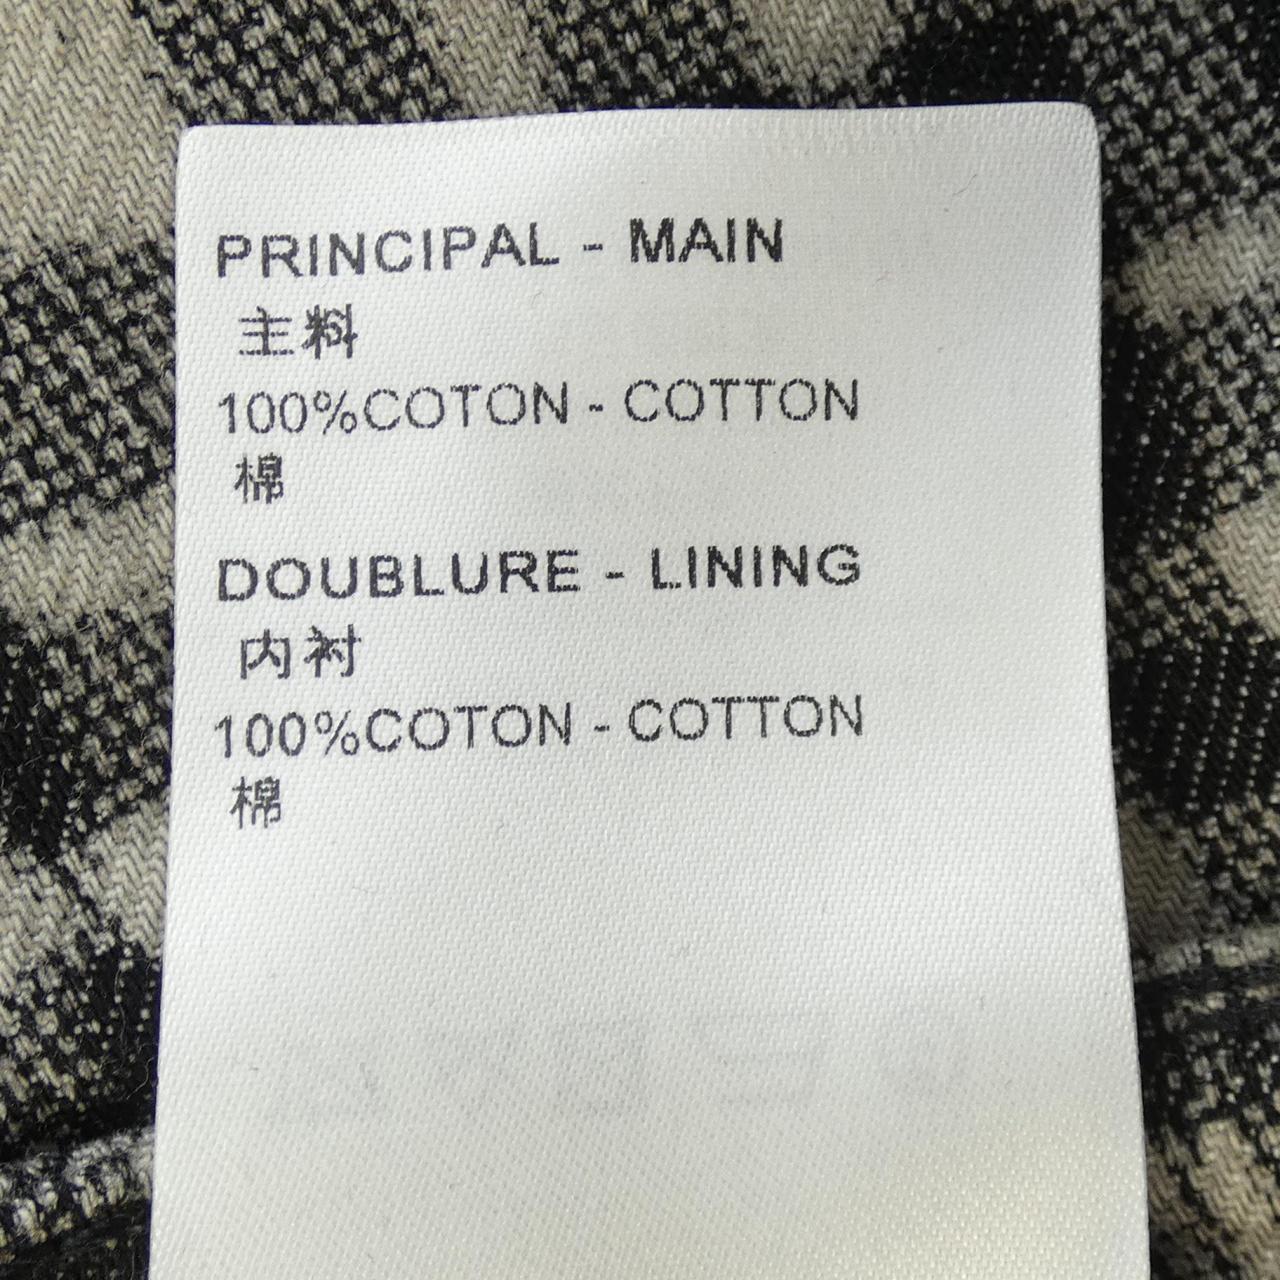 PRINCIPAL - MAIN
主料
100%COTON - COTTON
棉
DOUBLURE - LINING
内衬
100%COTON - COTTON
棉